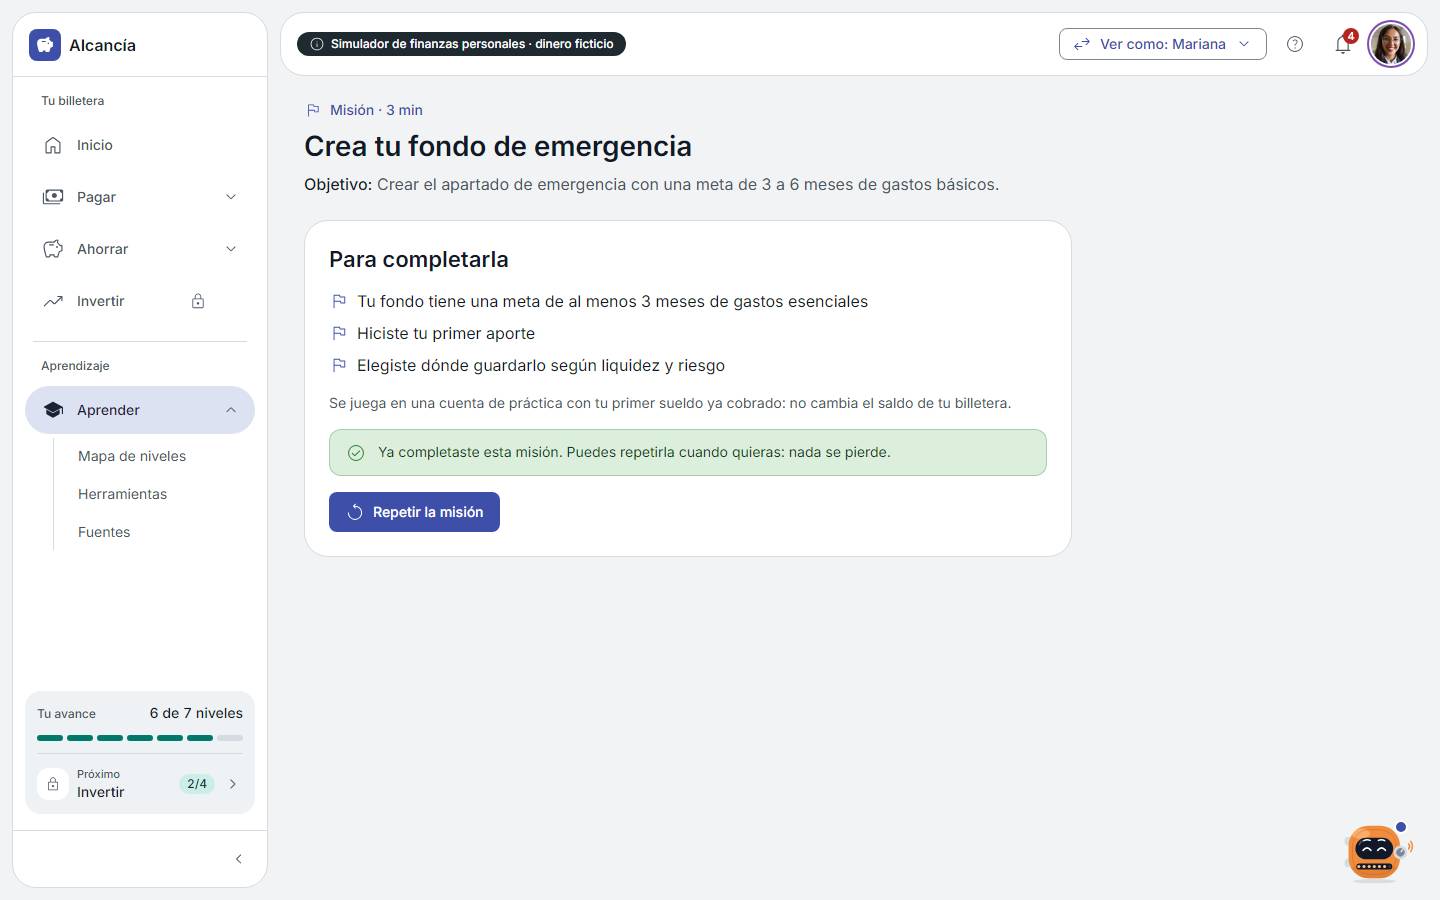 Alcancía
Tu billetera
Inicio
Pagar
Ahorrar
Invertir
Aprendizaje
Aprender
Mapa de niveles
Herramientas
Fuentes
Tu avance
6 de 7 niveles
Próximo
Invertir
2/4
Simulador de finanzas personales · dinero ficticio
Ver como: Mariana
4
Misión · 3 min
Crea tu fondo de emergencia
Objetivo: Crear el apartado de emergencia con una meta de 3 a 6 meses de gastos básicos.
Para completarla
Tu fondo tiene una meta de al menos 3 meses de gastos esenciales
Hiciste tu primer aporte
Elegiste dónde guardarlo según liquidez y riesgo
Se juega en una cuenta de práctica con tu primer sueldo ya cobrado: no cambia el saldo de tu billetera.
Ya completaste esta misión. Puedes repetirla cuando quieras: nada se pierde.
Repetir la misión